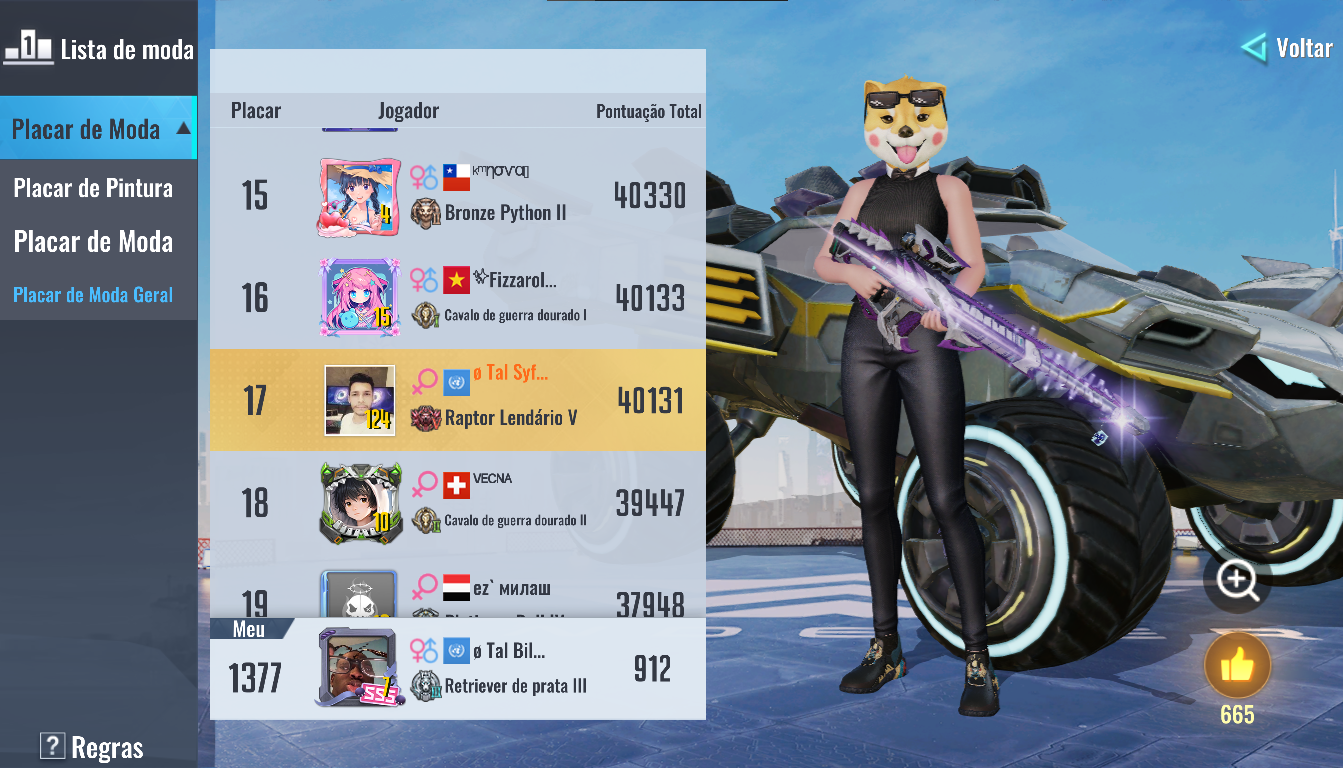 1
Lista de moda
Voltar
Placar de Moda
Placar de Pintura
Placar de Moda
Placar de Moda Geral
Placar Jogador Pontuação Total
15 4 Bronze Python II 40330
16 15 Fizzarol... Cavalo de guerra dourado I 40133
17 124 ø Tal Syf... Raptor Lendário V 40131
18 10 VECNA Cavalo de guerra dourado II 39447
19 ez` милаш 37948
Meu
1377 SSS 7 ø Tal Bil... Retriever de prata III 912
665
? Regras